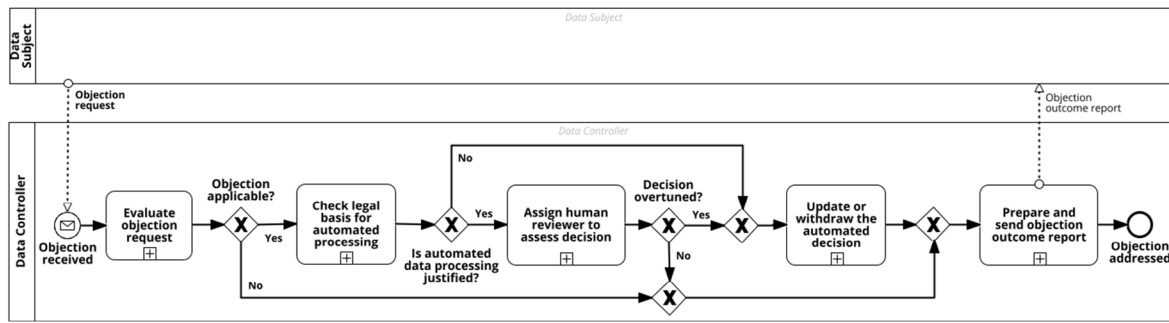 Data Subject
Data
Subject
Objection
request
Objection
outcome report
Data Controller
Data Controller
No
Objection
applicable?
Decision
overtuned?
Evaluate
objection
request
Check legal
basis for
automated
processing
Assign human
reviewer to
assess decision
Update or
withdraw the
automated
decision
Prepare and
send objection
outcome report
Yes
Yes
Yes
Objection
received
Is automated
data processing
justified?
No
No
Objection
addressed